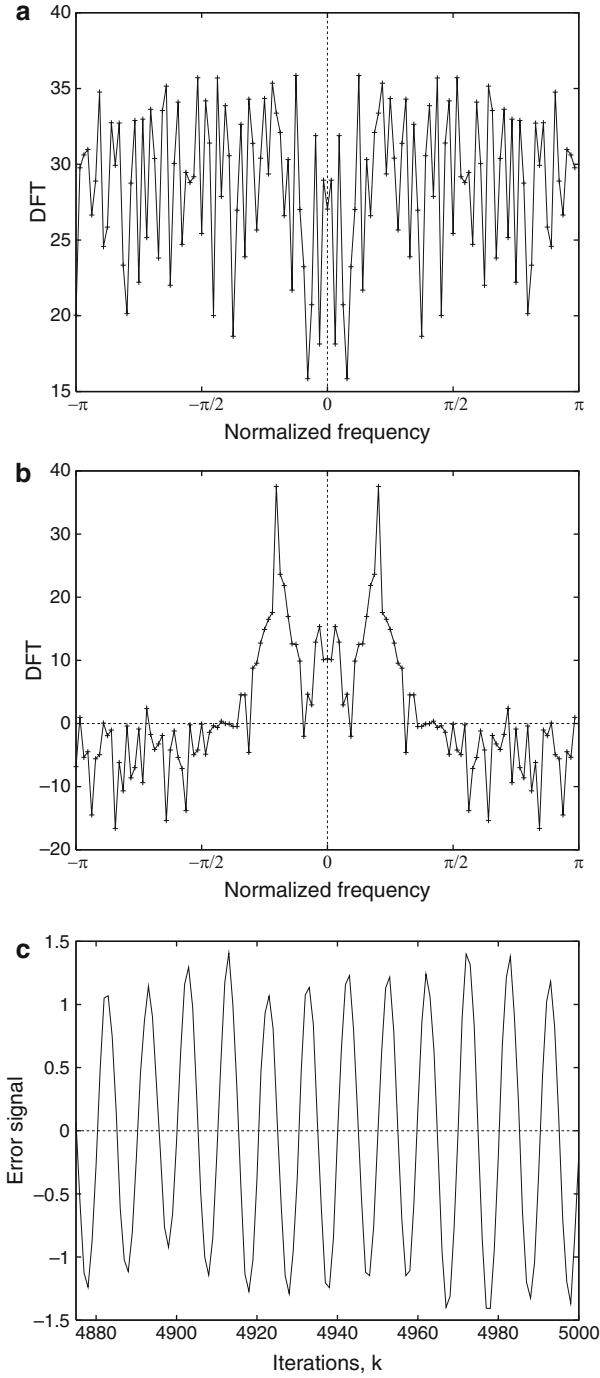 a
40
35
30
25
20
15
DFT
−π
−π/2
0
π/2
π
Normalized frequency
b
40
30
20
10
0
−10
−20
DFT
−π
−π/2
0
π/2
π
Normalized frequency
c
1.5
1
0.5
0
−0.5
−1
−1.5
Error signal
4880
4900
4920
4940
4960
4980
5000
Iterations, k